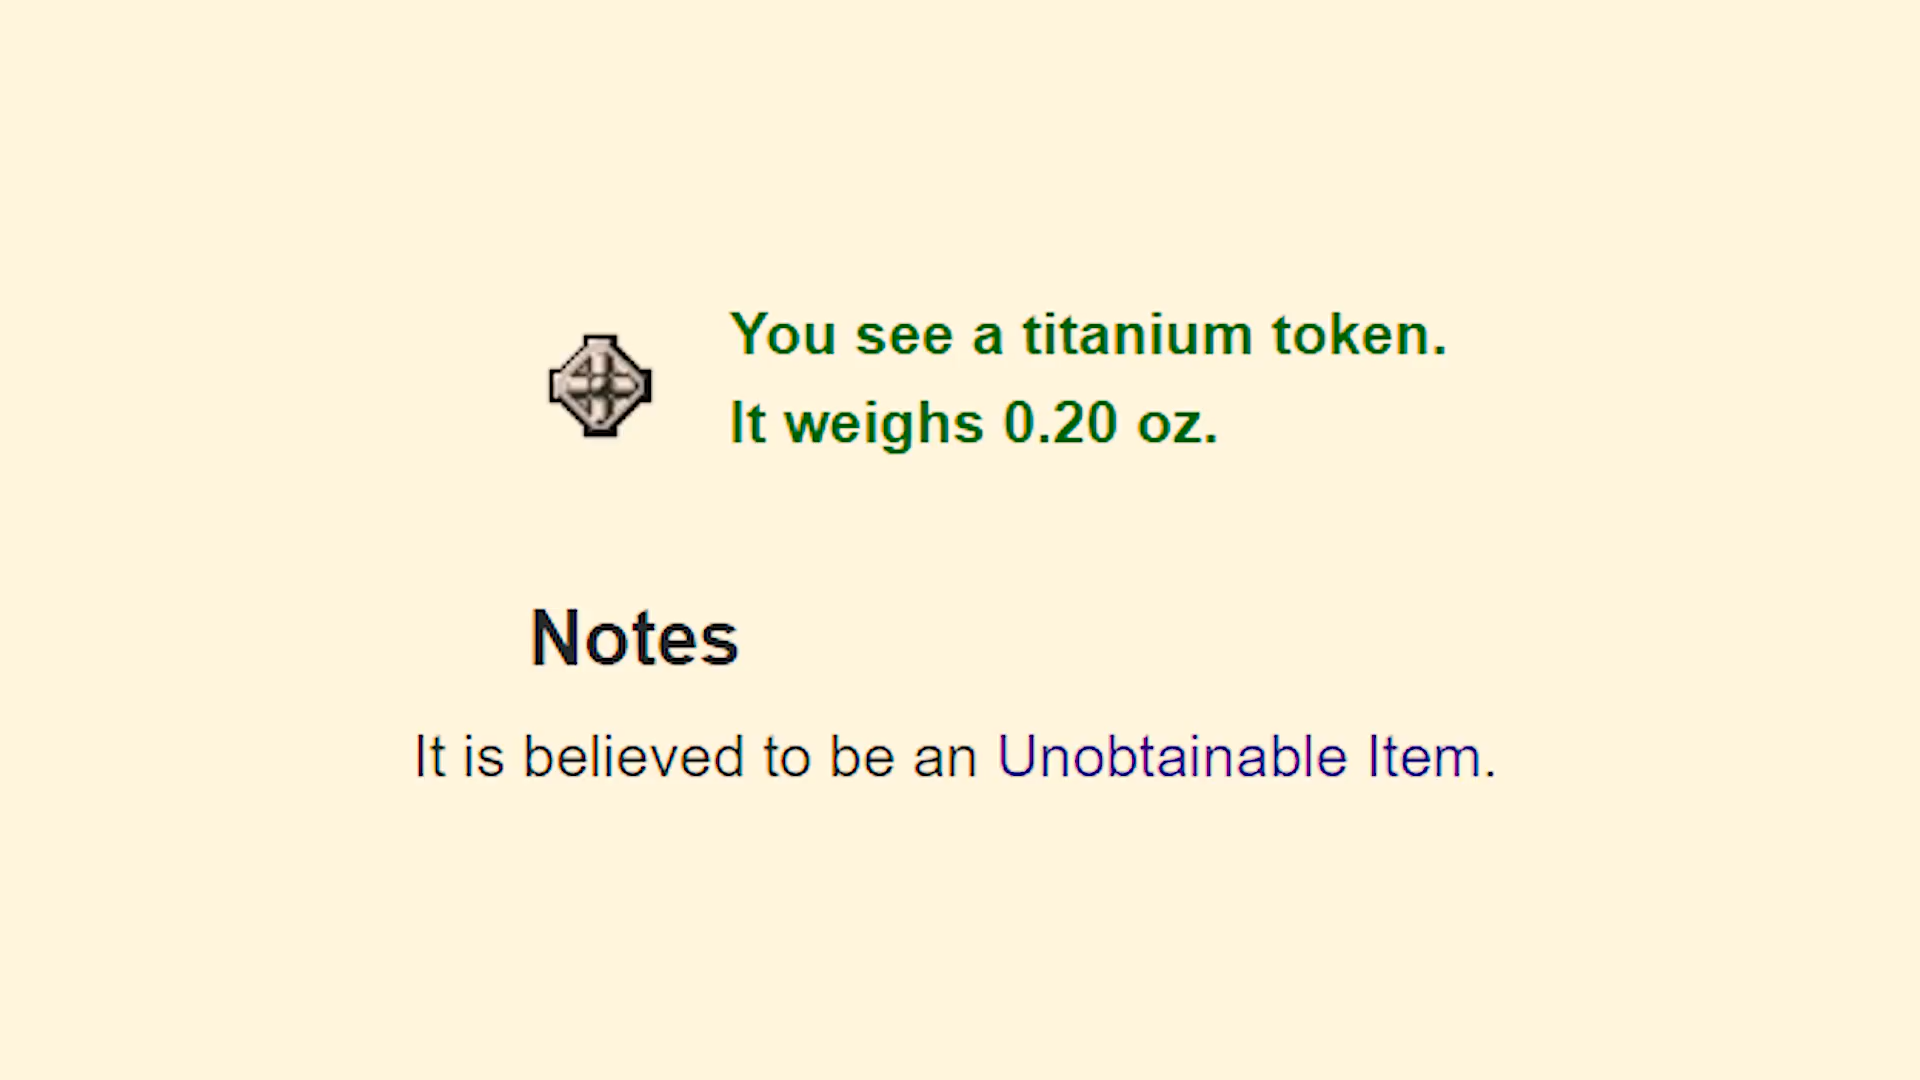 You see a titanium token.
It weighs 0.20 oz.
Notes
It is believed to be an Unobtainable Item.